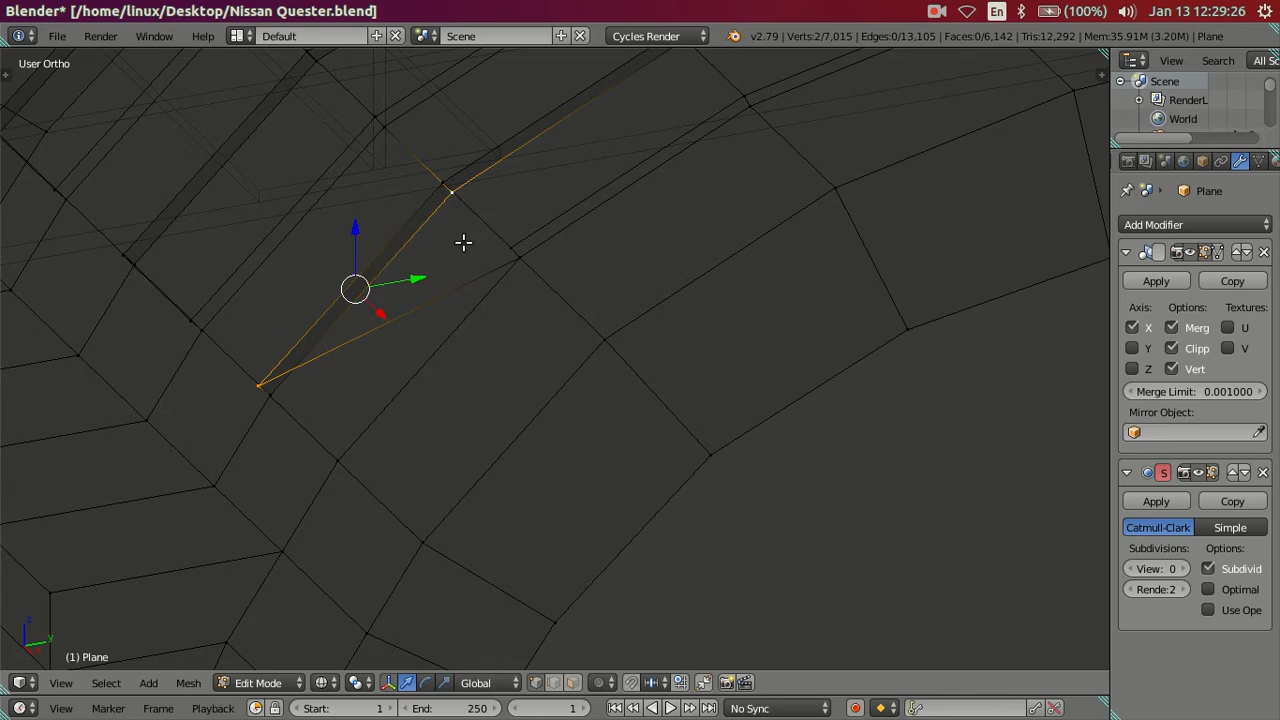 Blender* [/home/linux/Desktop/Nissan Quester.blend]
En
(100%)
Jan 13 12:29:26
File
Render
Window
Help
Default
Scene
Cycles Render
v2.79 | Verts:2/7,015 | Edges:0/13,105 | Faces:0/6,142 | Tris:12,292 | Mem:35.91M (3.20M) | Plane
User Ortho
View
Search
All Sc
Scene
RenderL
World
Plane
Add Modifier
Apply
Copy
Axis:
Options:
Textures:
X
Merg
U
Y
Clipp
V
Z
Vert
Merge Limit: 0.001000
Mirror Object:
S
Apply
Copy
Catmull-Clark
Simple
Subdivisions:
Options:
View: 0
Subdivid
Rende:2
Optimal
Use Ope
z
y
(1) Plane
View
Select
Add
Mesh
Edit Mode
Global
View
Marker
Frame
Playback
Start: 1
End: 250
1
No Sync